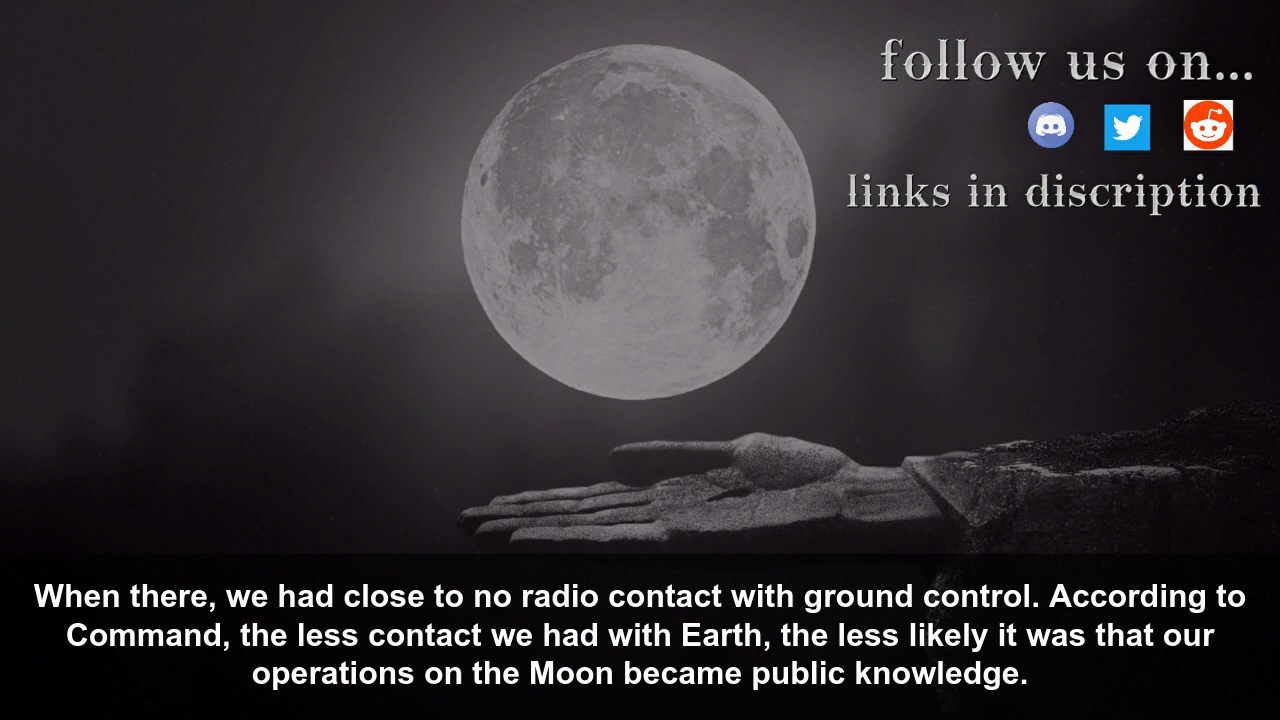 follow us on...
links in discription
When there, we had close to no radio contact with ground control. According to
Command, the less contact we had with Earth, the less likely it was that our
operations on the Moon became public knowledge.